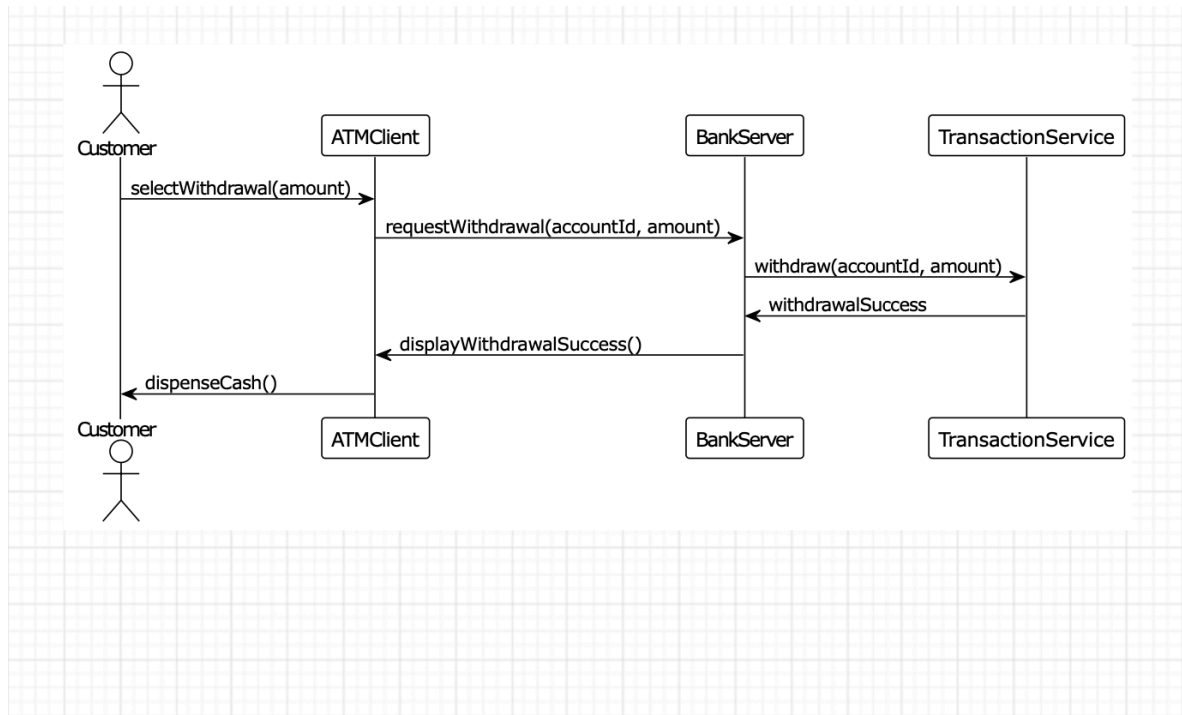 Customer
ATMClient
BankServer
TransactionService
selectWithdrawal(amount)
requestWithdrawal(accountId, amount)
withdraw(accountId, amount)
withdrawalSuccess
displayWithdrawalSuccess()
dispenseCash()
Customer
ATMClient
BankServer
TransactionService